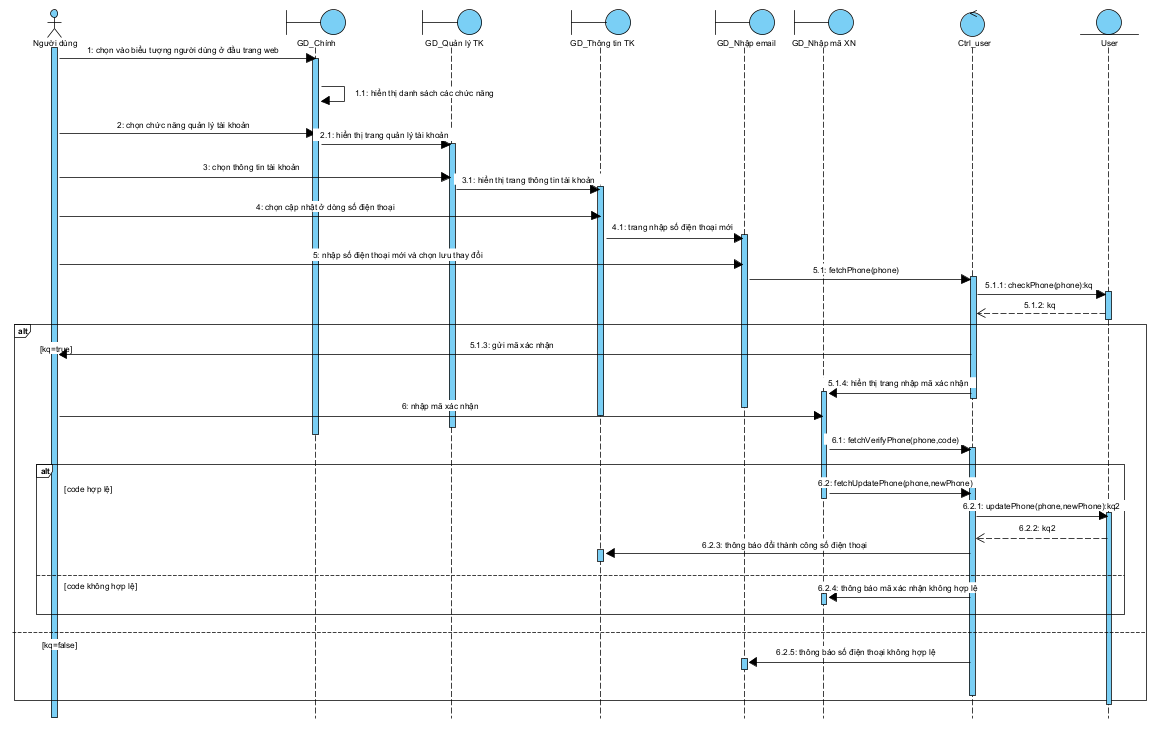 Người dùng
GD_Chính
GD_Quản lý TK
GD_Thông tin TK
GD_Nhập email
GD_Nhập mã XN
Ctrl_user
User
1: chọn vào biểu tượng người dùng ở đầu trang web
1.1: hiển thị danh sách các chức năng
2: chọn chức năng quản lý tài khoản
2.1: hiển thị trang quản lý tài khoản
3: chọn thông tin tài khoản
3.1: hiển thị trang thông tin tài khoản
4: chọn cập nhật ở dòng số điện thoại
4.1: trang nhập số điện thoại mới
5: nhập số điện thoại mới và chọn lưu thay đổi
5.1: fetchPhone(phone)
5.1.1: checkPhone(phone):kq
5.1.2: kq
alt
[kq=true]
5.1.3: gửi mã xác nhận
5.1.4: hiển thị trang nhập mã xác nhận
6: nhập mã xác nhận
6.1: fetchVerifyPhone(phone,code)
alt
[code hợp lệ]
6.2: fetchUpdatePhone(phone,newPhone)
6.2.1: updatePhone(phone,newPhone):kq2
6.2.2: kq2
6.2.3: thông báo đổi thành công số điện thoại
[code không hợp lệ]
6.2.4: thông báo mã xác nhận không hợp lệ
[kq=false]
6.2.5: thông báo số điện thoại không hợp lệ